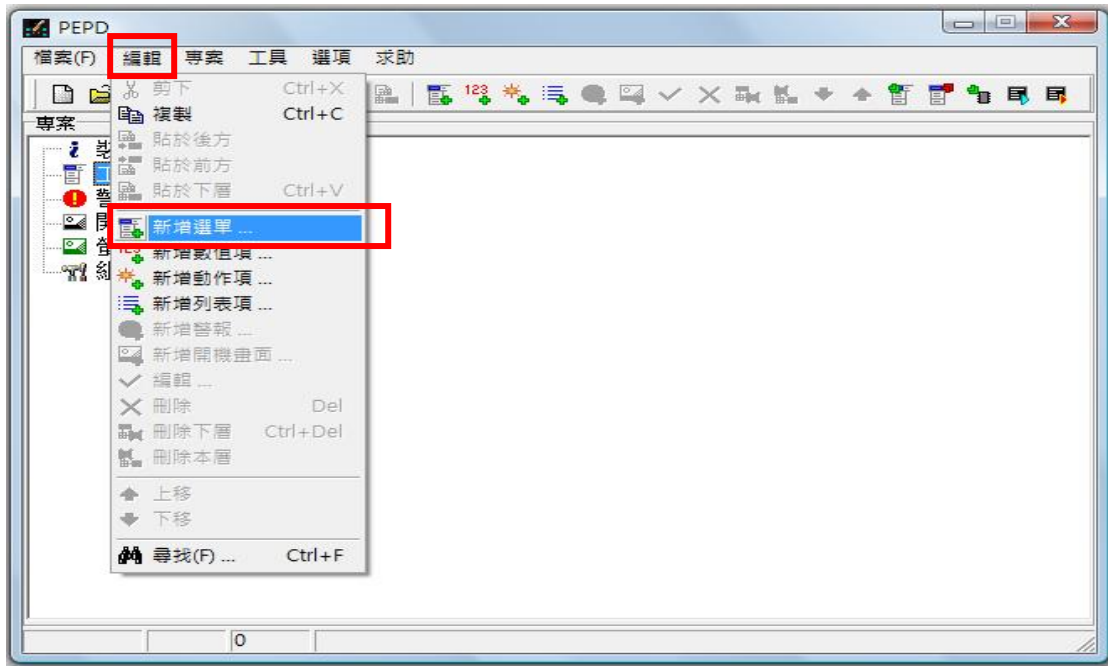 PEPD
檔案(F) 編輯 專案 工具 選項 求助
專案
剪下 Ctrl+X
複製 Ctrl+C
貼於後方
貼於前方
貼於下層 Ctrl+V
新增選單 ...
新增數值項 ...
新增動作項 ...
新增列表項 ...
新增警報 ...
新增開機畫面 ...
編輯 ...
刪除 Del
刪除下層 Ctrl+Del
刪除本層
上移
下移
尋找(F) ... Ctrl+F
0